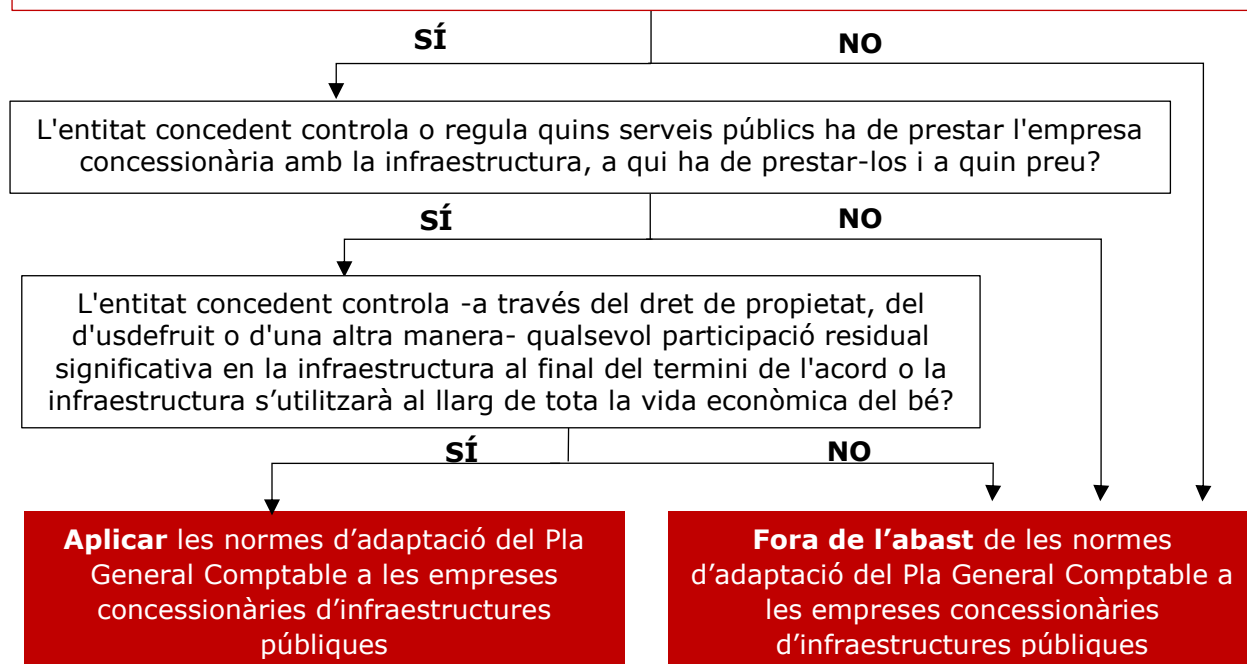 SÍ
NO
L'entitat concedent controla o regula quins serveis públics ha de prestar l'empresa
concessionària amb la infraestructura, a qui ha de prestar-los i a quin preu?
SÍ
NO
L'entitat concedent controla -a través del dret de propietat, del
d'usdefruit o d'una altra manera- qualsevol participació residual
significativa en la infraestructura al final del termini de l'acord o la
infraestructura s’utilitzarà al llarg de tota la vida econòmica del bé?
SÍ
NO
Aplicar les normes d’adaptació del Pla
General Comptable a les empreses
concessionàries d’infraestructures
públiques
Fora de l’abast de les normes
d’adaptació del Pla General Comptable a
les empreses concessionàries
d’infraestructures públiques